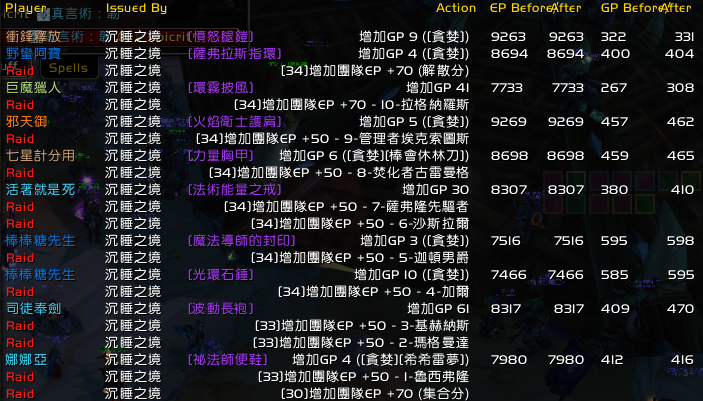 真言術：韌
Player Issued By Action EP Before After GP Before After
衝鋒釋放 沉睡之境 [憤怒腿鎧] 增加GP 9 ([貪婪]) 9263 9263 322 331
野蠻阿寶 沉睡之境 [薩弗拉斯指環] 增加GP 4 ([貪婪]) 8694 8694 400 404
Raid 沉睡之境 (34)增加團隊EP +70 (解散分)
Spells
巨魔獵人 沉睡之境 [環霧披風] 增加GP 41 7733 7733 267 308
Raid 沉睡之境 (34)增加團隊EP +70 - 10-拉格納羅斯
邪天御 沉睡之境 [火焰衛士護肩] 增加GP 5 ([貪婪]) 9269 9269 457 462
Raid 沉睡之境 (34)增加團隊EP +50 - 9-管理者埃克索圖斯
七星計分用 沉睡之境 [力量胸甲] 增加GP 6 ([貪婪][棒會休林刀]) 8698 8698 459 465
Raid 沉睡之境 (34)增加團隊EP +50 - 8-焚化者古雷曼格
活著就是死 沉睡之境 [法術能量之戒] 增加GP 30 8307 8307 380 410
Raid 沉睡之境 (34)增加團隊EP +50 - 7-薩弗隆先驅者
Raid 沉睡之境 (34)增加團隊EP +50 - 6-沙斯拉爾
棒棒糖先生 沉睡之境 [魔法導師的封印] 增加GP 3 ([貪婪]) 7516 7516 595 598
Raid 沉睡之境 (34)增加團隊EP +50 - 5-迦頓男爵
棒棒糖先生 沉睡之境 [光環石錘] 增加GP 10 ([貪婪]) 7466 7466 585 595
Raid 沉睡之境 (34)增加團隊EP +50 - 4-加爾
司徒奉劍 沉睡之境 [波動長袍] 增加GP 61 8317 8317 409 470
Raid 沉睡之境 (33)增加團隊EP +50 - 3-基赫納斯
Raid 沉睡之境 (33)增加團隊EP +50 - 2-瑪格曼達
娜娜亞 沉睡之境 [祕法師便鞋] 增加GP 4 ([貪婪][希希雷夢]) 7980 7980 412 416
Raid 沉睡之境 (33)增加團隊EP +50 - 1-魯西弗隆
Raid 沉睡之境 (30)增加團隊EP +70 (集合分)